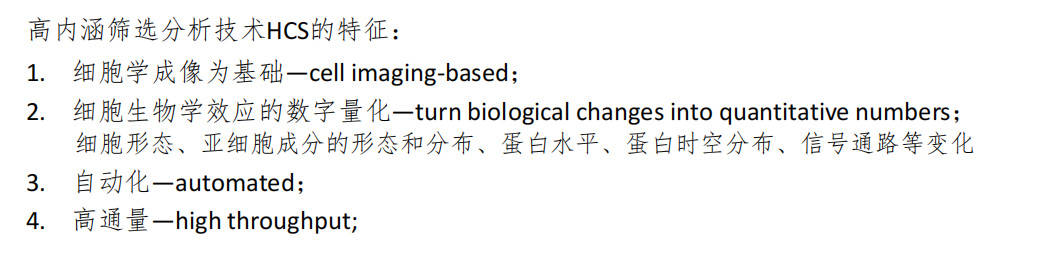 高内涵筛选分析技术HCS的特征：
1. 细胞学成像为基础—cell imaging-based；
2. 细胞生物学效应的数字量化—turn biological changes into quantitative numbers；
细胞形态、亚细胞成分的形态和分布、蛋白水平、蛋白时空分布、信号通路等变化
3. 自动化—automated；
4. 高通量—high throughput;